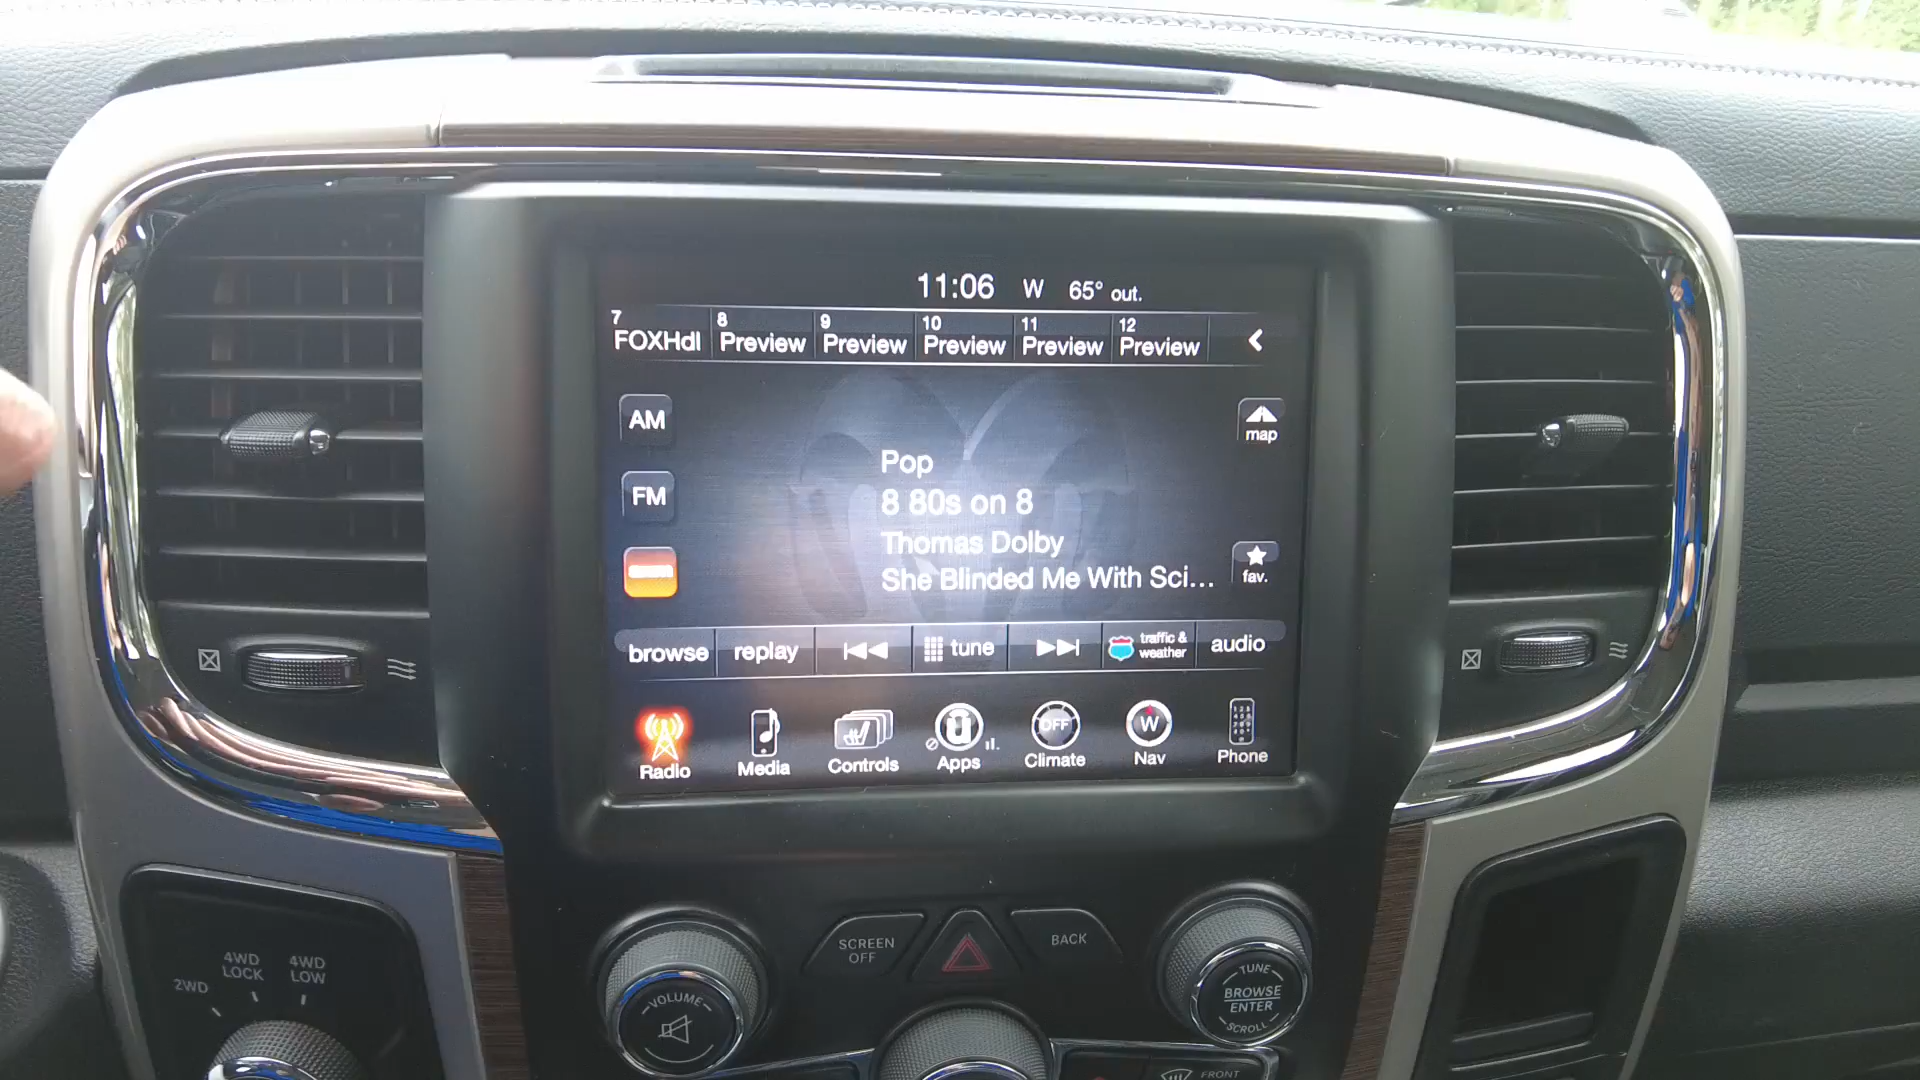 11:06 W 65° out.
7 8 9 10 11 12
FOXHdl Preview Preview Preview Preview Preview
AM
map
Pop
FM
8 80s on 8
Thomas Dolby
She Blinded Me With Sci...
fav.
browse replay tune traffic & weather audio
OFF W
Radio Media Controls Apps Climate Nav Phone
SCREEN OFF
BACK
2WD
4WD LOCK
4WD LOW
VOLUME
TUNE
BROWSE
ENTER
SCROLL
FRONT